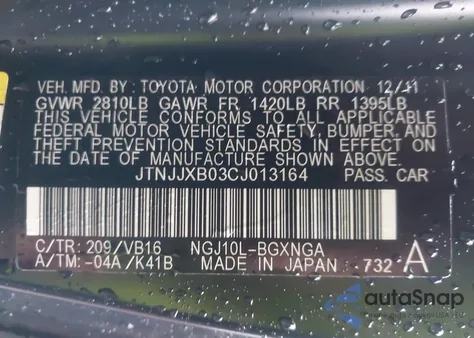 VEH. MFD. BY: TOYOTA MOTOR CORPORATION 12/11
GVWR 2810LB GAWR FR 1420LB RR 1395LB
THIS VEHICLE CONFORMS TO ALL APPLICABLE
FEDERAL MOTOR VEHICLE SAFETY, BUMPER, AND
THEFT PREVENTION STANDARDS IN EFFECT ON
THE DATE OF MANUFACTURE SHOWN ABOVE.
JTNJJXB03CJ013164 PASS. CAR
C/TR: 209/VB16 NGJ10L-BGXNGA
A/TM: -04A/K41B MADE IN JAPAN 732 A
autoSnap